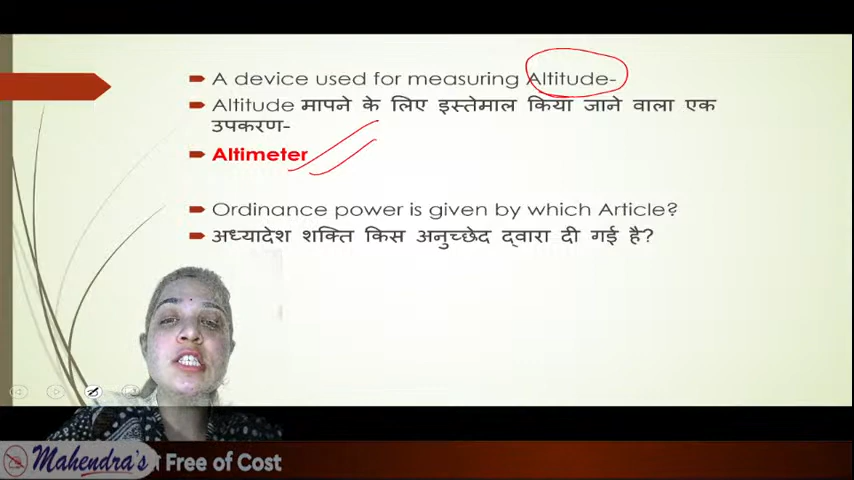 A device used for measuring Altitude-
Altitude मापने के लिए इस्तेमाल किया जाने वाला एक
उपकरण-
Altimeter
Ordinance power is given by which Article?
अध्यादेश शक्ति किस अनुच्छेद द्वारा दी गई है?
Mahendra's Free of Cost